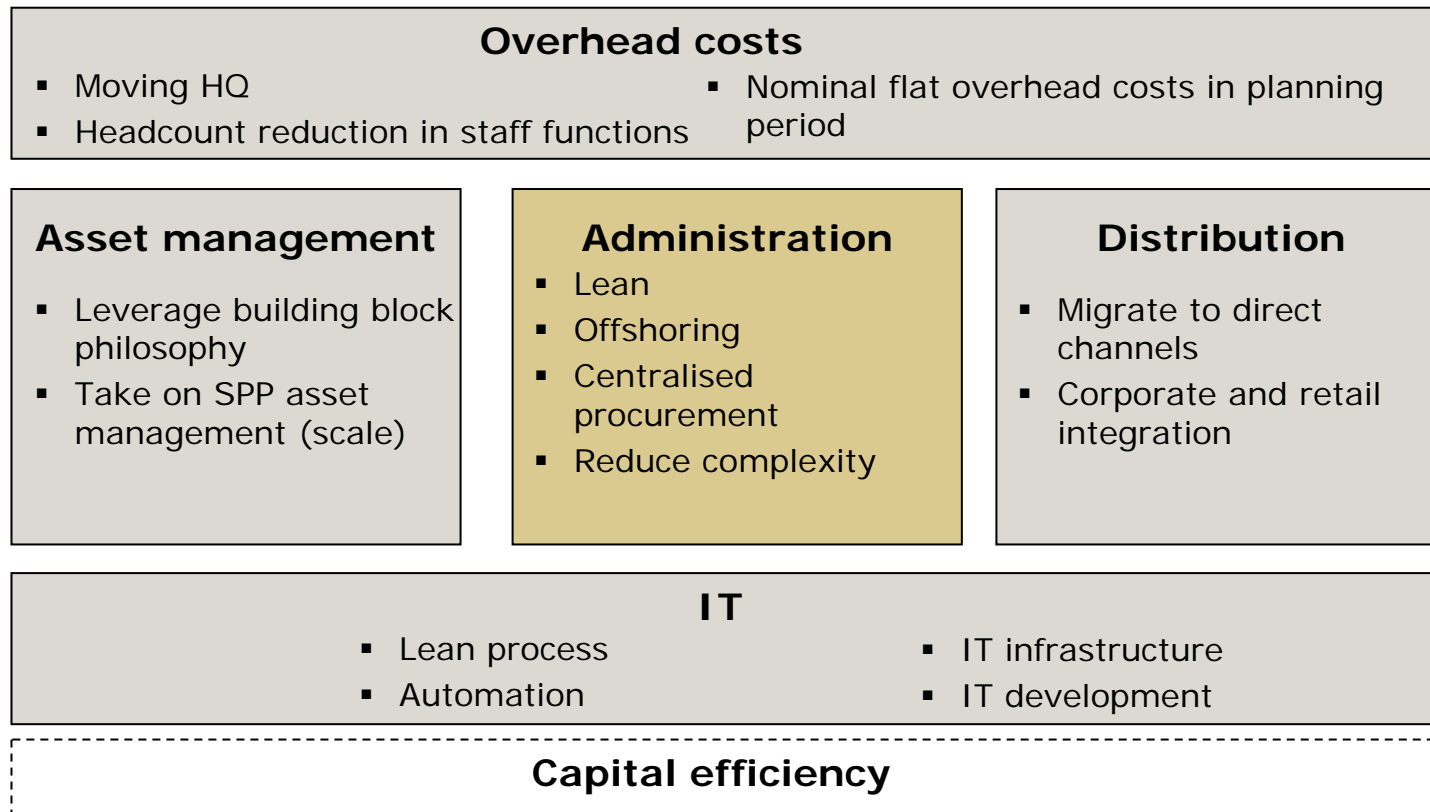 Overhead costs
▪ Moving HQ
▪ Headcount reduction in staff functions
▪ Nominal flat overhead costs in planning
period
Asset management
▪ Leverage building block
philosophy
▪ Take on SPP asset
management (scale)
Administration
▪ Lean
▪ Offshoring
▪ Centralised
procurement
▪ Reduce complexity
Distribution
▪ Migrate to direct
channels
▪ Corporate and retail
integration
IT
▪ Lean process
▪ Automation
▪ IT infrastructure
▪ IT development
Capital efficiency